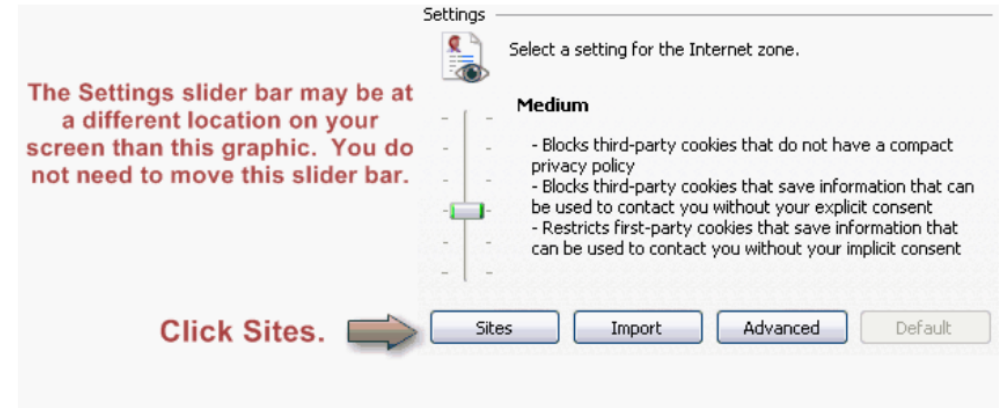 Settings
Select a setting for the Internet zone.
The Settings slider bar may be at
a different location on your
screen than this graphic.  You do
not need to move this slider bar.
Medium
- Blocks third-party cookies that do not have a compact
privacy policy
- Blocks third-party cookies that save information that can
be used to contact you without your explicit consent
- Restricts first-party cookies that save information that
can be used to contact you without your implicit consent
Click Sites.
Sites
Import
Advanced
Default